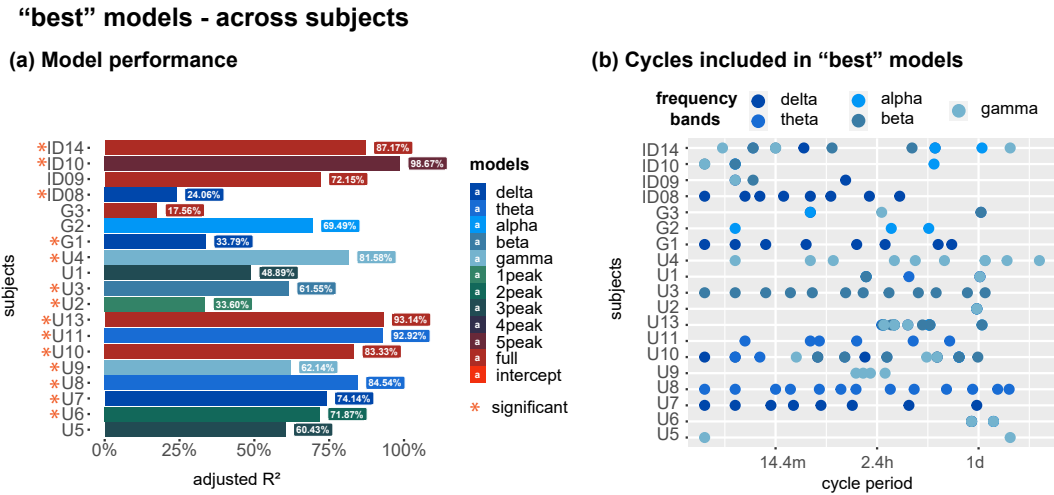 “best” models - across subjects
(a) Model performance
subjects
*ID14 87.17%
*ID10 98.67%
ID09 72.15%
*ID08 24.06%
G3 17.56%
G2 69.49%
*G1 33.79%
*U4 81.58%
U1 48.89%
*U3 61.55%
*U2 33.60%
*U13 93.14%
*U11 92.92%
*U10 83.33%
*U9 62.14%
*U8 84.54%
*U7 74.14%
*U6 71.87%
U5 60.43%
0% 25% 50% 75% 100%
adjusted R²
models
a delta
a theta
a alpha
a beta
a gamma
a 1peak
a 2peak
a 3peak
a 4peak
a 5peak
a full
a intercept
* significant
(b) Cycles included in “best” models
frequency bands
delta
theta
alpha
beta
gamma
subjects
ID14
ID10
ID09
ID08
G3
G2
G1
U4
U1
U3
U2
U13
U11
U10
U9
U8
U7
U6
U5
14.4m 2.4h 1d
cycle period